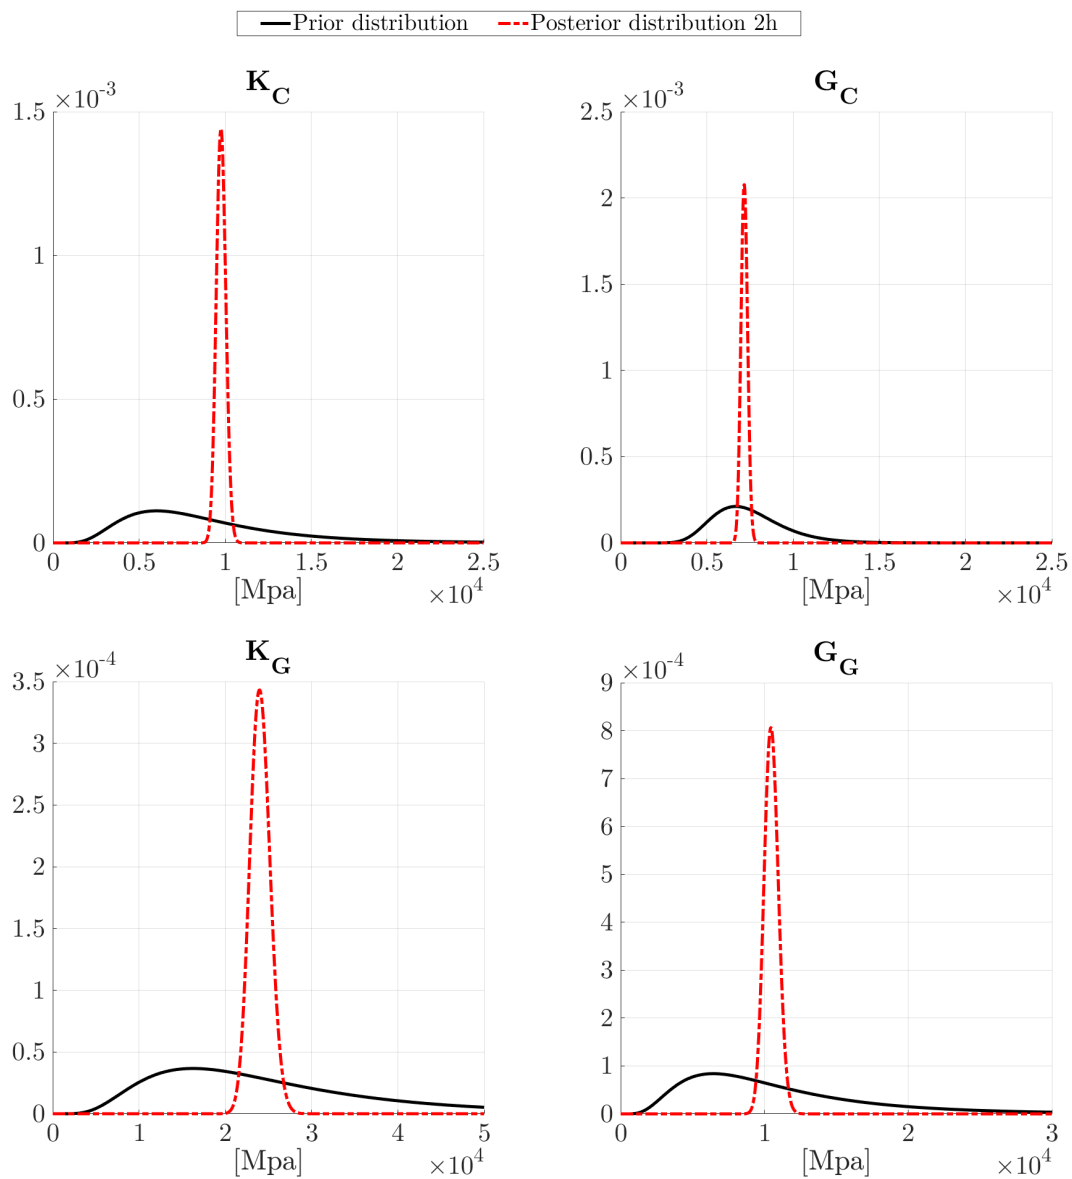 Prior distribution Posterior distribution 2h
K_C
×10^-3
1.5
1
0.5
0
0 0.5 1 1.5 2 2.5
[Mpa] ×10^4
G_C
×10^-3
2.5
2
1.5
1
0.5
0
0 0.5 1 1.5 2 2.5
[Mpa] ×10^4
K_G
×10^-4
3.5
3
2.5
2
1.5
1
0.5
0
0 1 2 3 4 5
[Mpa] ×10^4
G_G
×10^-4
9
8
7
6
5
4
3
2
1
0
0 1 2 3
[Mpa] ×10^4